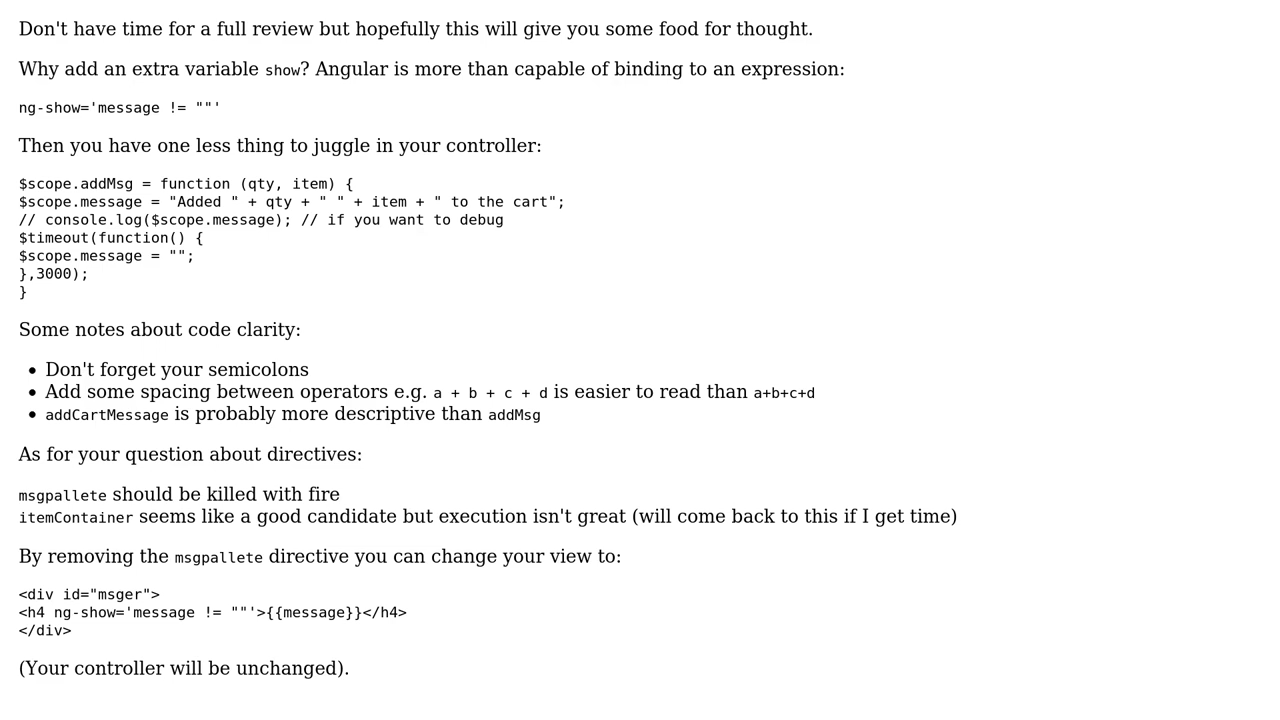 Don't have time for a full review but hopefully this will give you some food for thought.
Why add an extra variable show? Angular is more than capable of binding to an expression:
ng-show='message != ""'
Then you have one less thing to juggle in your controller:
$scope.addMsg = function (qty, item) {
$scope.message = "Added " + qty + " " + item + " to the cart";
// console.log($scope.message); // if you want to debug
$timeout(function() {
$scope.message = "";
},3000);
}
Some notes about code clarity:
• Don't forget your semicolons
• Add some spacing between operators e.g. a + b + c + d is easier to read than a+b+c+d
• addCartMessage is probably more descriptive than addMsg
As for your question about directives:
msgpallete should be killed with fire
itemContainer seems like a good candidate but execution isn't great (will come back to this if I get time)
By removing the msgpallete directive you can change your view to:
<div id="msger">
<h4 ng-show='message != ""'>{{message}}</h4>
</div>
(Your controller will be unchanged).